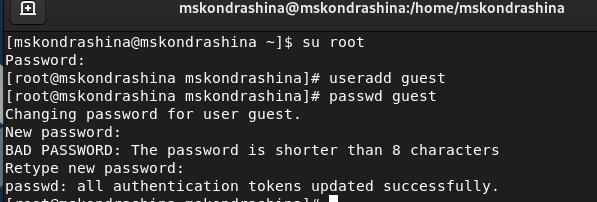 mskondrashina@mskondrashina:/home/mskondrashina
[mskondrashina@mskondrashina ~]$ su root
Password:
[root@mskondrashina mskondrashina]# useradd guest
[root@mskondrashina mskondrashina]# passwd guest
Changing password for user guest.
New password:
BAD PASSWORD: The password is shorter than 8 characters
Retype new password:
passwd: all authentication tokens updated successfully.
[root@mskondrashina mskondrashina]#